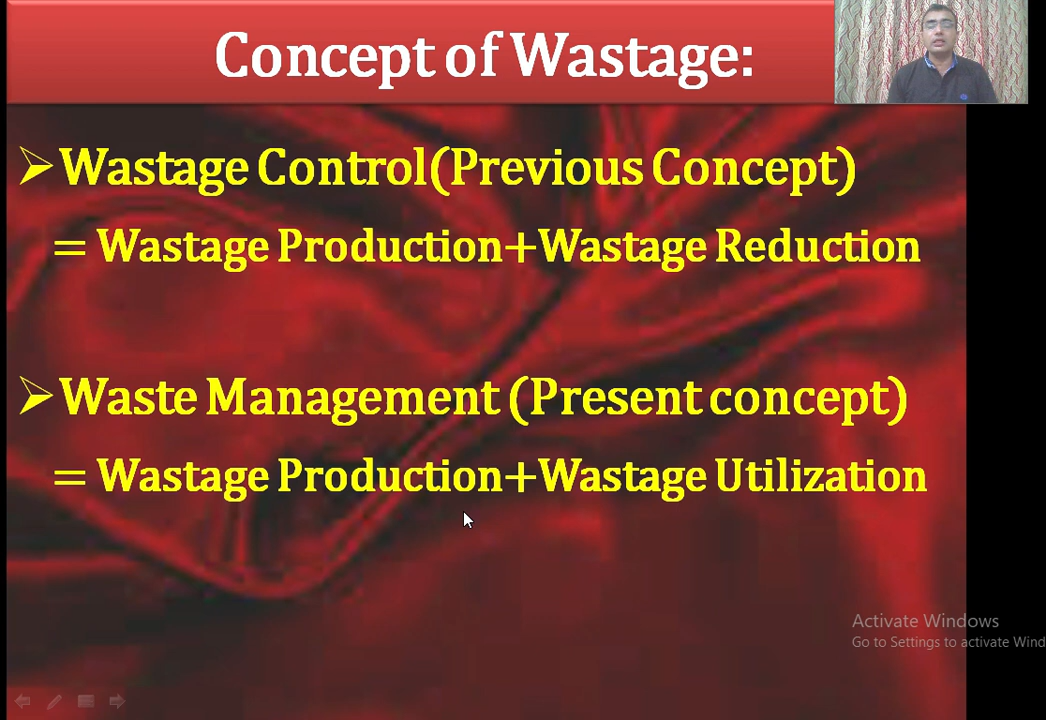 Concept of Wastage:
Wastage Control(Previous Concept)
= Wastage Production+Wastage Reduction
Waste Management (Present concept)
= Wastage Production+Wastage Utilization
Activate Windows
Go to Settings to activate Wind